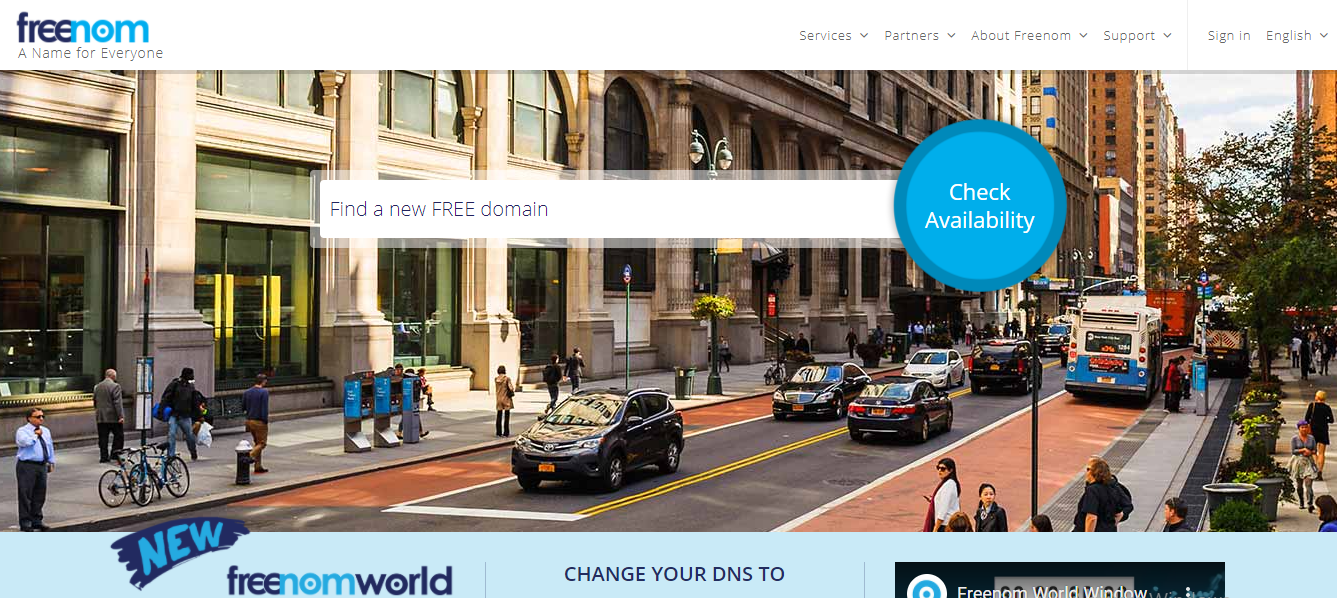 freenom
A Name for Everyone
Services
Partners
About Freenom
Support
Sign in
English
Find a new FREE domain
Check
Availability
NEW
freenomworld
CHANGE YOUR DNS TO
Freenom World Window